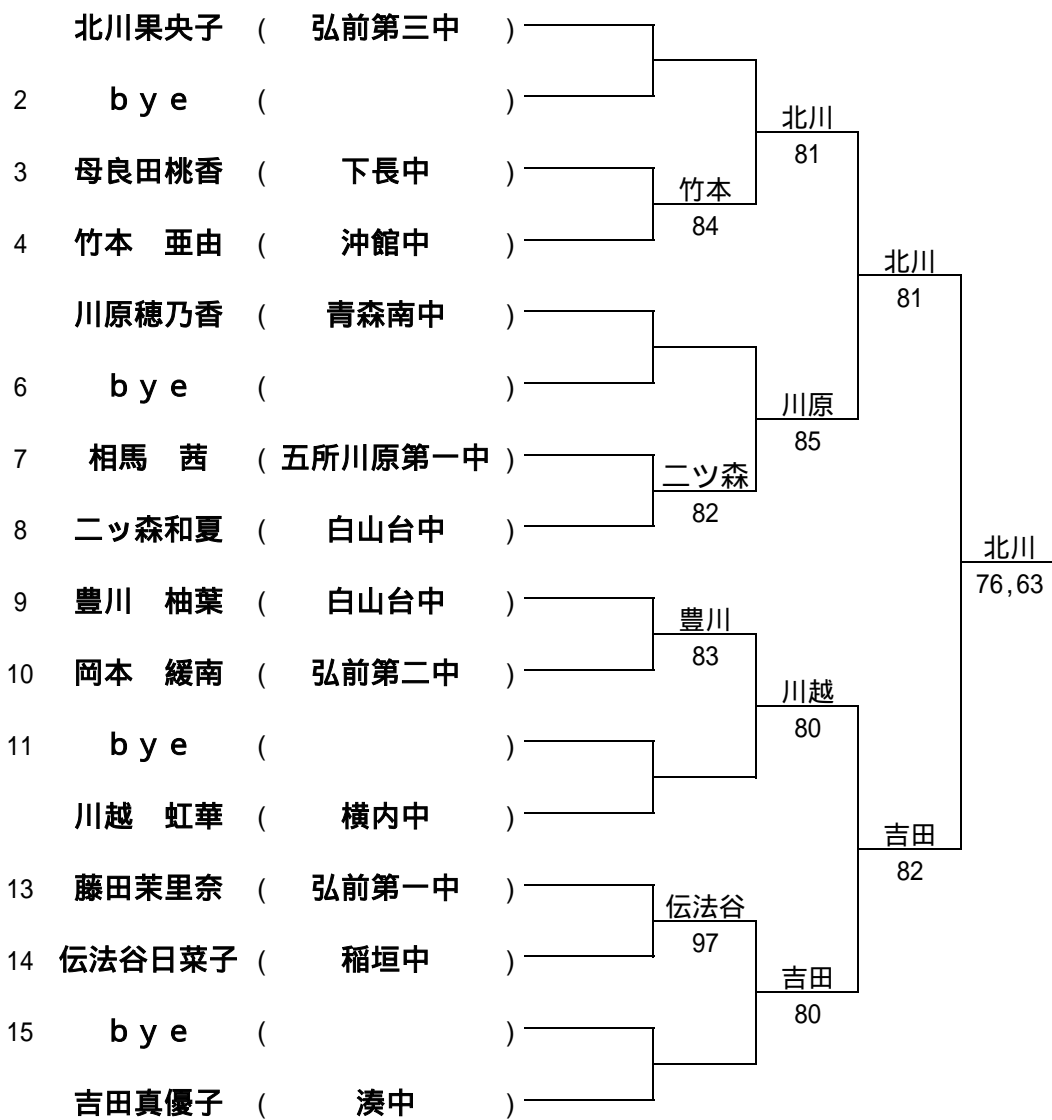 北川果央子 ( 弘前第三中 )
2 ｂｙｅ ( )
北川
81
3 母良田桃香 ( 下長中 )
竹本
84
4 竹本　亜由 ( 沖館中 )
北川
81
川原穂乃香 ( 青森南中 )
6 ｂｙｅ ( )
川原
85
7 相馬　茜 ( 五所川原第一中 )
二ツ森
82
8 二ッ森和夏 ( 白山台中 )
北川
76,63
9 豊川　柚葉 ( 白山台中 )
豊川
83
10 岡本　緩南 ( 弘前第二中 )
川越
80
11 ｂｙｅ ( )
川越　虹華 ( 横内中 )
吉田
82
13 藤田茉里奈 ( 弘前第一中 )
伝法谷
97
14 伝法谷日菜子 ( 稲垣中 )
吉田
80
15 ｂｙｅ ( )
吉田真優子 ( 湊中 )